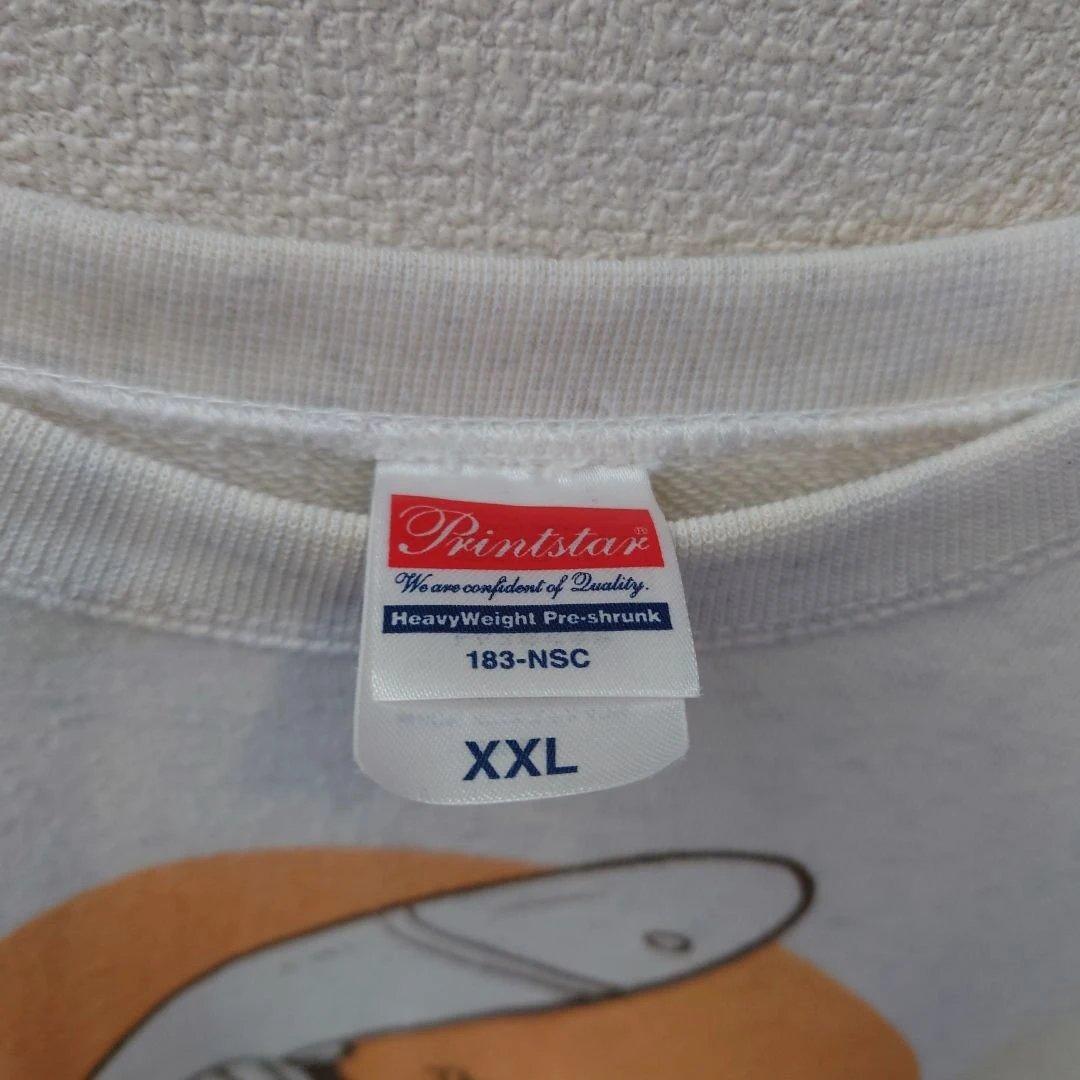 Printstar®
We are confident of Quality.
HeavyWeight Pre-shrunk
183-NSC
XXL